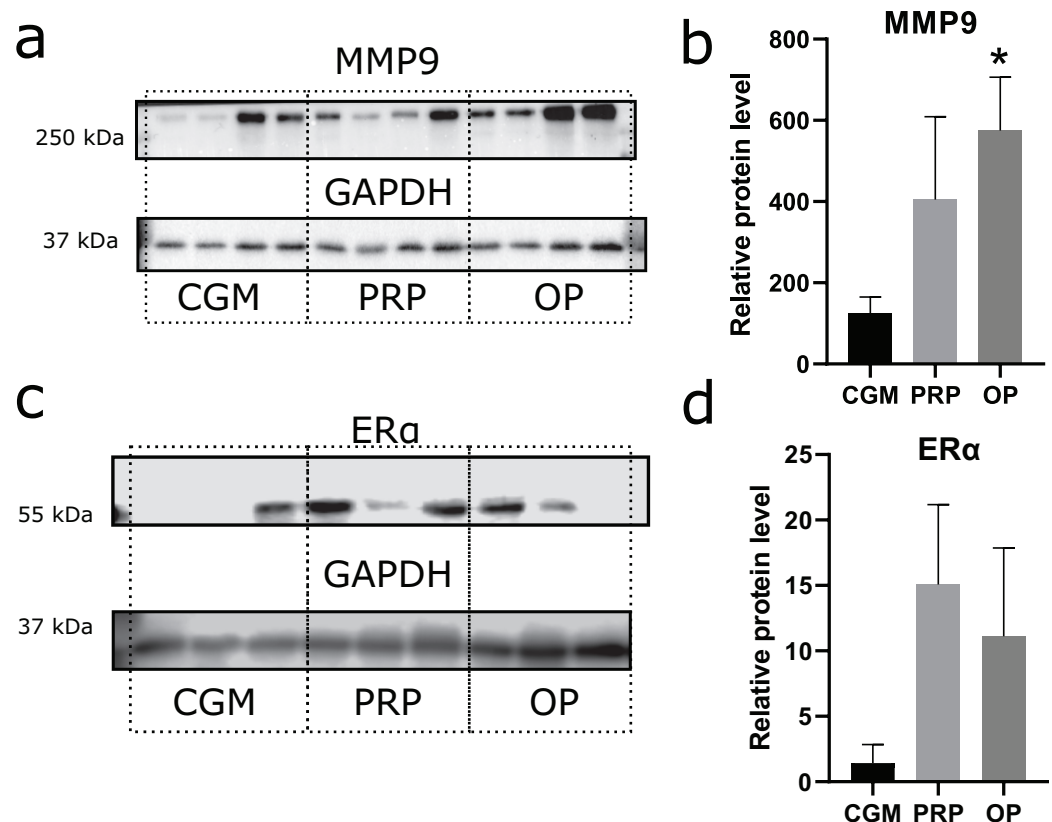 a
MMP9
250 kDa
GAPDH
37 kDa
CGM PRP OP
b
MMP9
*
Relative protein level
800
600
400
200
0
CGM PRP OP
c
ERα
55 kDa
GAPDH
37 kDa
CGM PRP OP
d
ERα
Relative protein level
25
20
15
10
5
0
CGM PRP OP